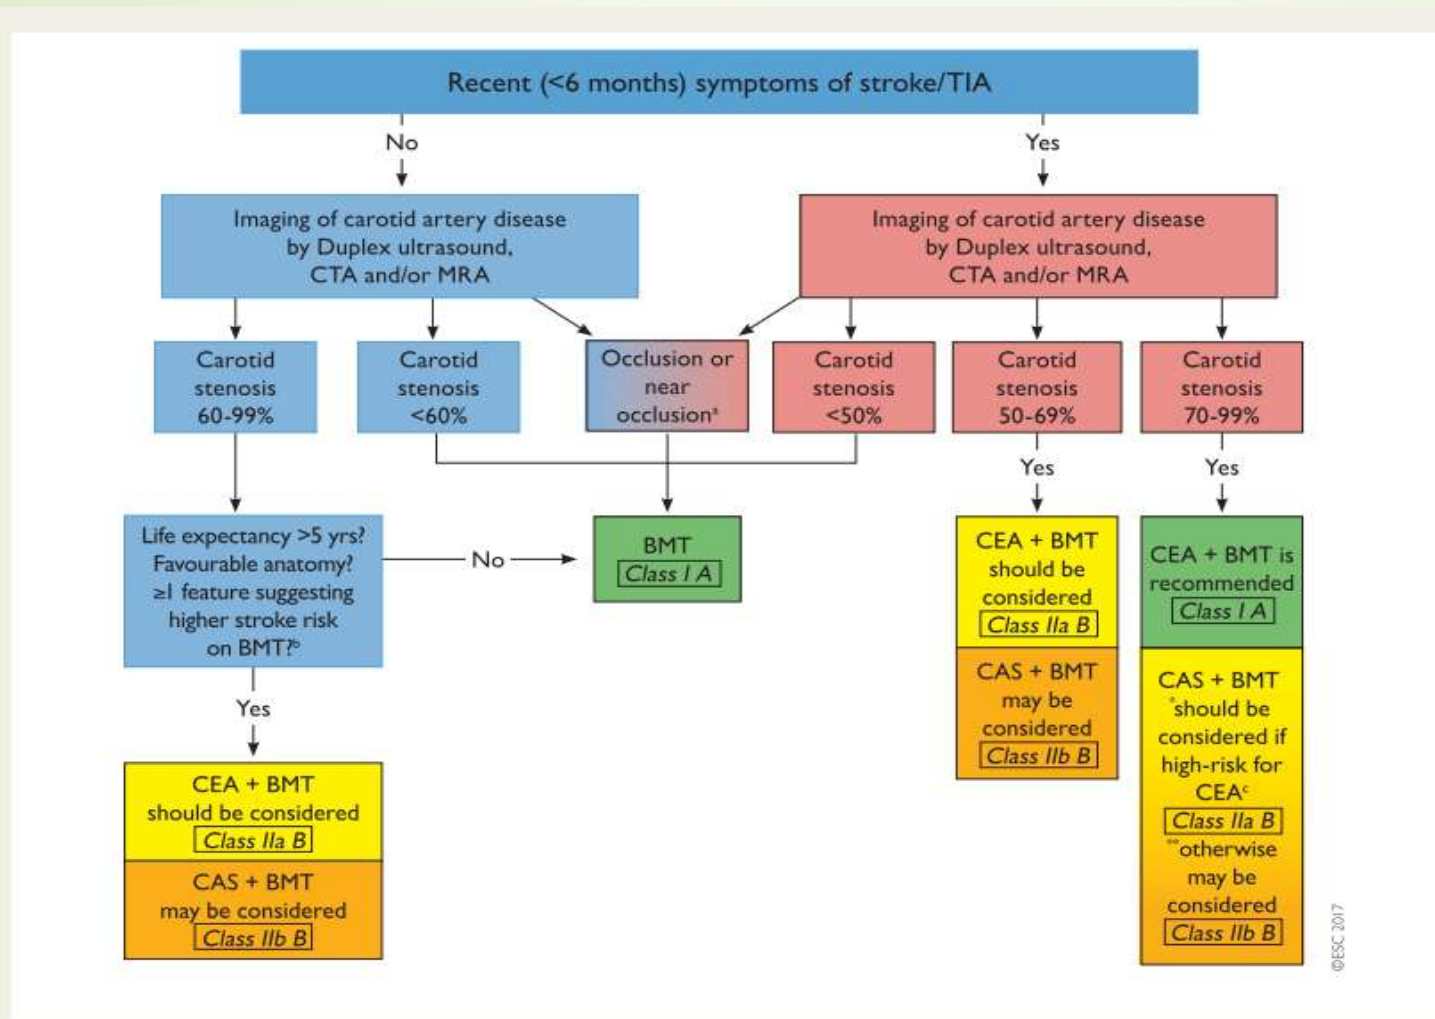 Recent (<6 months) symptoms of stroke/TIA
No
Yes
Imaging of carotid artery disease
by Duplex ultrasound,
CTA and/or MRA
Imaging of carotid artery disease
by Duplex ultrasound,
CTA and/or MRA
Carotid
stenosis
60-99%
Carotid
stenosis
<60%
Occlusion or
near
occlusionᵃ
Carotid
stenosis
<50%
Carotid
stenosis
50-69%
Carotid
stenosis
70-99%
Yes
Yes
Life expectancy >5 yrs?
Favourable anatomy?
≥1 feature suggesting
higher stroke risk
on BMT?ᵇ
No
BMT
Class I A
CEA + BMT
should be
considered
Class IIa B
CAS + BMT
may be
considered
Class IIb B
CEA + BMT is
recommended
Class I A
CAS + BMT
*should be
considered if
high-risk for
CEAᶜ
Class IIa B
**otherwise
may be
considered
Class IIb B
Yes
CEA + BMT
should be considered
Class IIa B
CAS + BMT
may be considered
Class IIb B
©ESC 2017